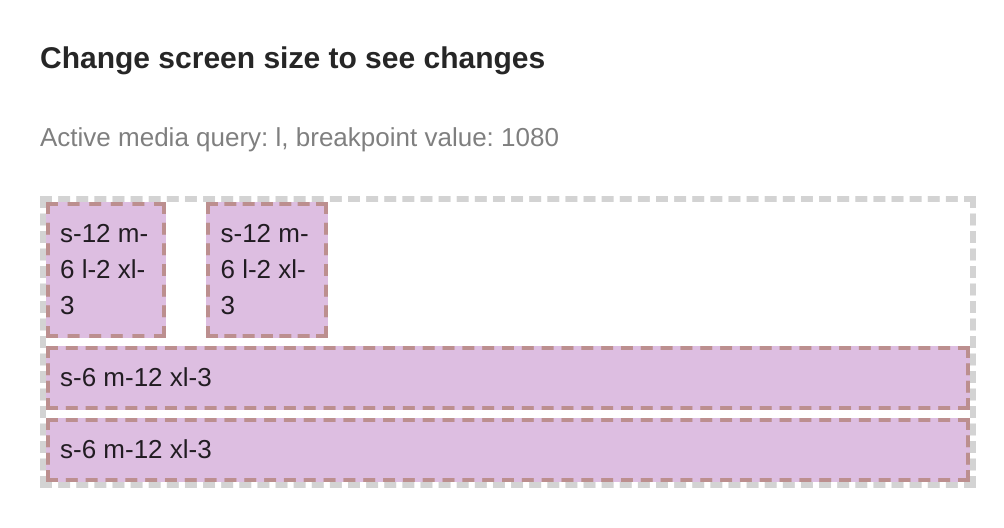 Change screen size to see changes
Active media query: l, breakpoint value: 1080
s-12 m-
6 l-2 xl-
3
s-12 m-
6 l-2 xl-
3
s-6 m-12 xl-3
s-6 m-12 xl-3